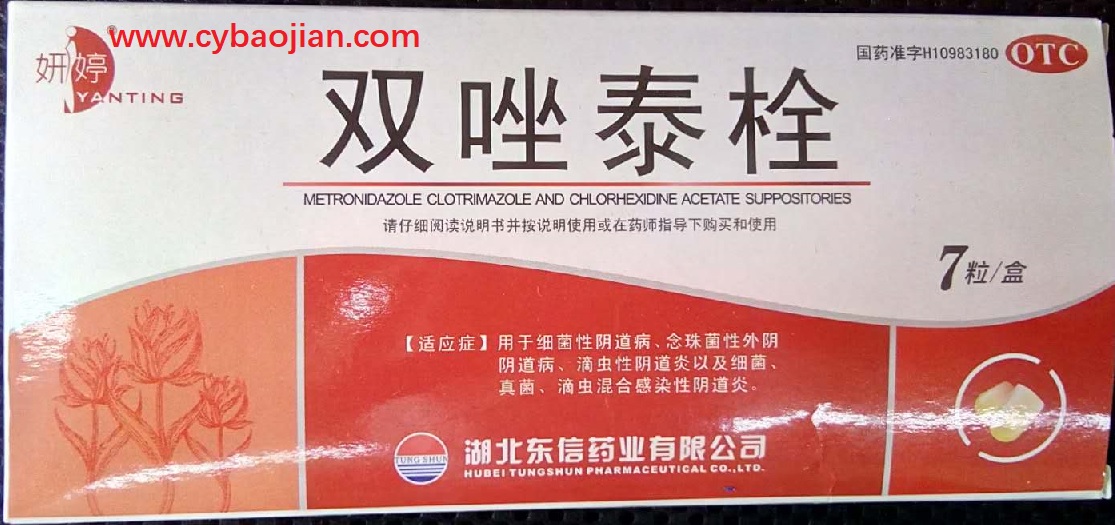 www.cybaojian.com
妍婷
YANTING
国药准字H10983180 OTC
双唑泰栓
METRONIDAZOLE CLOTRIMAZOLE AND CHLORHEXIDINE ACETATE SUPPOSITORIES
请仔细阅读说明书并按说明使用或在药师指导下购买和使用
7粒/盒
【适应症】用于细菌性阴道病、念珠菌性外阴
阴道病、滴虫性阴道炎以及细菌、
真菌、滴虫混合感染性阴道炎。
TUNG SHUN
湖北东信药业有限公司
HUBEI TUNGSHUN PHARMACEUTICAL CO.,LTD.